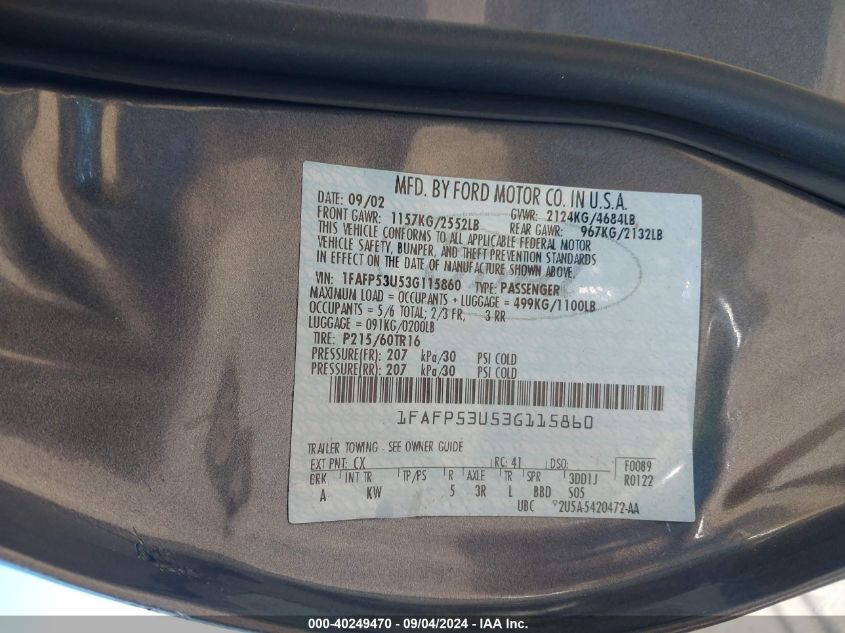 MFD. BY FORD MOTOR CO. IN U.S.A.
DATE: 09/02 GVWR: 2124KG/4684LB
FRONT GAWR: 1157KG/2552LB REAR GAWR: 967KG/2132LB
THIS VEHICLE CONFORMS TO ALL APPLICABLE FEDERAL MOTOR
VEHICLE SAFETY, BUMPER, AND THEFT PREVENTION STANDARDS
IN EFFECT ON THE DATE OF MANUFACTURE SHOWN ABOVE.
VIN: 1FAFP53U53G115860 TYPE: PASSENGER
MAXIMUM LOAD = OCCUPANTS + LUGGAGE = 499KG/1100LB
OCCUPANTS = 5/6 TOTAL; 2/3 FR, 3 RR
LUGGAGE = 091KG/0200LB
TIRE: P215/60TR16
PRESSURE(FR): 207 kPa/30 PSI COLD
PRESSURE(RR): 207 kPa/30 PSI COLD
1FAFP53U53G115860
TRAILER TOWING - SEE OWNER GUIDE
EXT PNT: CX RC: 41 DSO: F0089
BRK INT TR TP/PS R AXLE TR SPR 3DD1J R0122
A KW 5 3R L BBD SOS
UBC 2U5A-5420472-AA
000-40249470 - 09/04/2024 - IAA Inc.